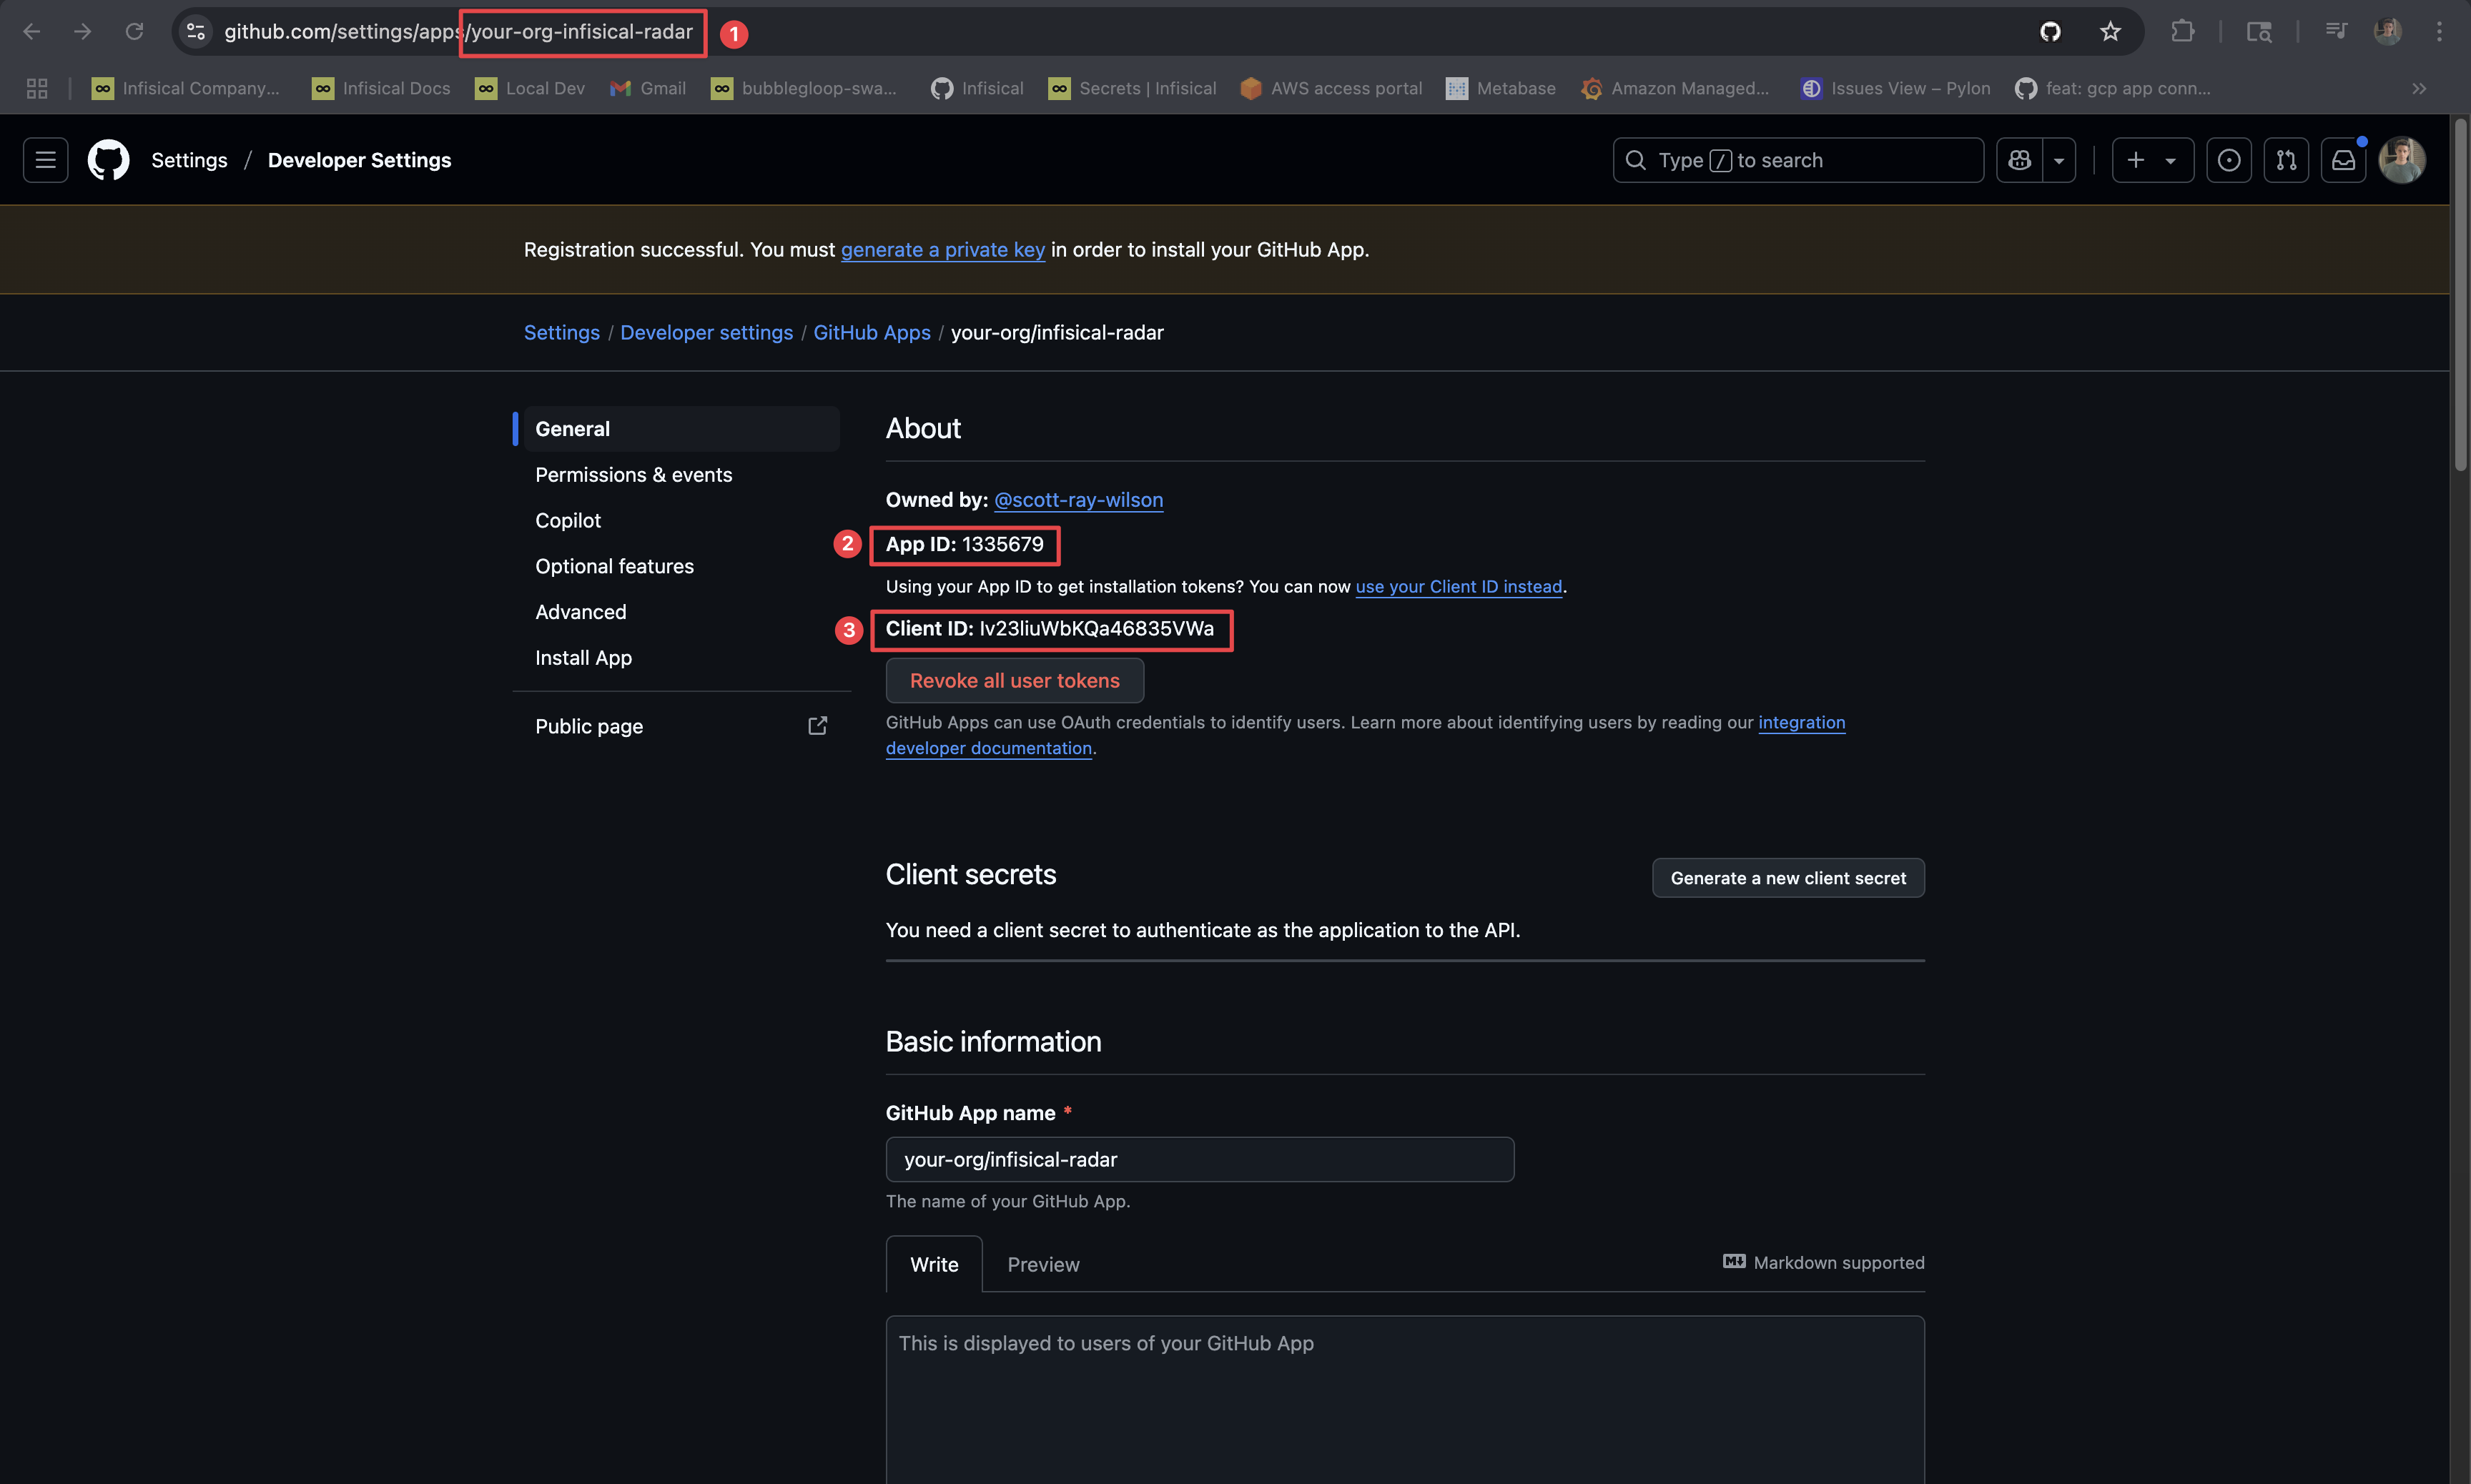 github.com/settings/apps/your-org-infisical-radar 1
Infisical Company... Infisical Docs Local Dev Gmail bubblegloop-swa... Infisical Secrets | Infisical AWS access portal Metabase Amazon Managed... Issues View – Pylon feat: gcp app conn...
Settings / Developer Settings Type / to search
Registration successful. You must generate a private key in order to install your GitHub App.
Settings / Developer settings / GitHub Apps / your-org/infisical-radar
General
Permissions & events
Copilot
Optional features
Advanced
Install App
Public page
About
Owned by: @scott-ray-wilson
2 App ID: 1335679
Using your App ID to get installation tokens? You can now use your Client ID instead.
3 Client ID: Iv23liuWbKQa46835VWa
Revoke all user tokens
GitHub Apps can use OAuth credentials to identify users. Learn more about identifying users by reading our integration
developer documentation.
Client secrets Generate a new client secret
You need a client secret to authenticate as the application to the API.
Basic information
GitHub App name *
your-org/infisical-radar
The name of your GitHub App.
Write Preview Markdown supported
This is displayed to users of your GitHub App